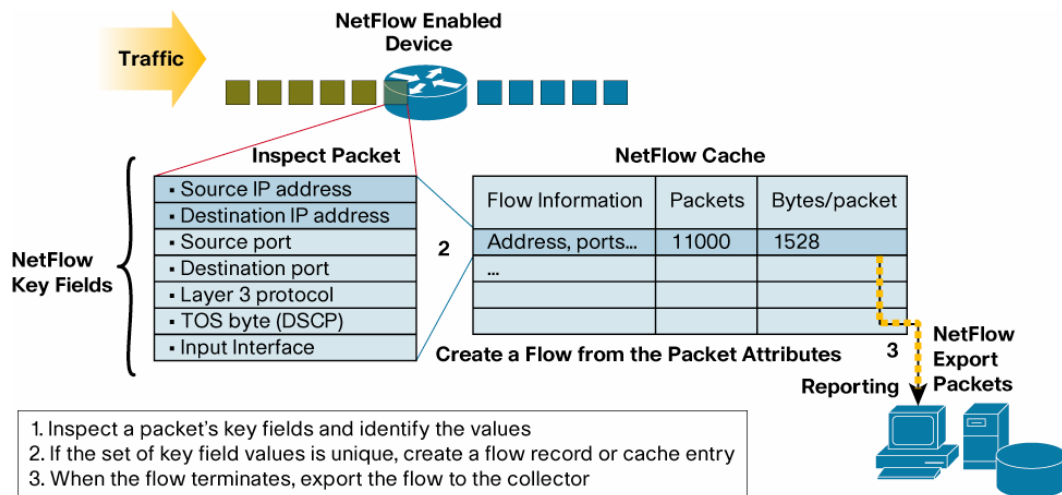 NetFlow Enabled
Device
Traffic
Inspect Packet
NetFlow Cache
NetFlow
Key Fields
▪ Source IP address
▪ Destination IP address
▪ Source port
▪ Destination port
▪ Layer 3 protocol
▪ TOS byte (DSCP)
▪ Input Interface
2
Flow Information Packets Bytes/packet
Address, ports... 11000 1528
...
Create a Flow from the Packet Attributes
3
NetFlow
Export
Packets
Reporting
1. Inspect a packet's key fields and identify the values
2. If the set of key field values is unique, create a flow record or cache entry
3. When the flow terminates, export the flow to the collector